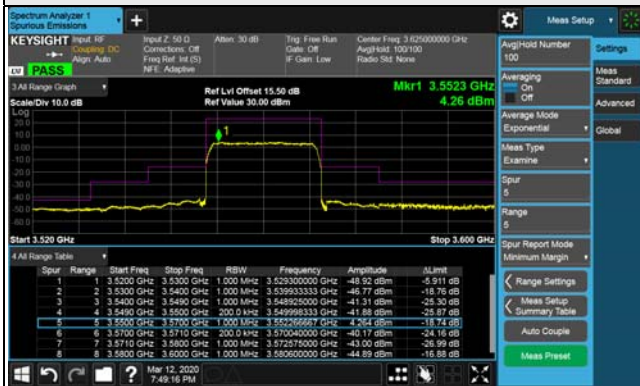 Spectrum Analyzer 1
Spurious Emissions
Meas Setup
KEYSIGHT Input: RF
Coupling: DC
Align: Auto
Input Z: 50 Ω
Corrections: Off
Freq Ref: Int (S)
NFE: Adaptive
Atten: 30 dB
Trig: Free Run
Gate: Off
IF Gain: Low
Center Freq: 3.625000000 GHz
Avg|Hold: 100/100
Radio Std: None
PASS
3 All Range Graph
Scale/Div 10.0 dB
Ref Lvl Offset 15.50 dB
Ref Value 30.00 dBm
Mkr1 3.5523 GHz
4.26 dBm
Log
20.0
10.0
0.00
-10.0
-20.0
-30.0
-40.0
-50.0
-60.0
1
Start 3.520 GHz
Stop 3.600 GHz
4 All Range Table
Spur Range Start Freq Stop Freq RBW Frequency Amplitude ΔLimit
1 1 3.5200 GHz 3.5300 GHz 1.000 MHz 3.529300000 GHz -48.92 dBm -5.911 dB
2 2 3.5300 GHz 3.5400 GHz 1.000 MHz 3.539933333 GHz -46.77 dBm -18.76 dB
3 3 3.5400 GHz 3.5490 GHz 1.000 MHz 3.548925000 GHz -41.31 dBm -25.30 dB
4 4 3.5490 GHz 3.5500 GHz 200.0 kHz 3.549998333 GHz -41.88 dBm -25.87 dB
5 5 3.5500 GHz 3.5700 GHz 1.000 MHz 3.552266667 GHz 4.264 dBm -18.74 dB
6 6 3.5700 GHz 3.5710 GHz 200.0 kHz 3.570040000 GHz -40.17 dBm -24.16 dB
7 7 3.5710 GHz 3.5800 GHz 1.000 MHz 3.572575000 GHz -43.00 dBm -26.99 dB
8 8 3.5800 GHz 3.6000 GHz 1.000 MHz 3.580600000 GHz -44.89 dBm -16.88 dB
Mar 12, 2020
7:49:16 PM
Avg|Hold Number
100
Averaging
On
Off
Average Mode
Exponential
Meas Type
Examine
Spur
5
Range
5
Spur Report Mode
Minimum Margin
Range Settings
Meas Setup
Summary Table
Auto Couple
Meas Preset
Settings
Meas
Standard
Advanced
Global